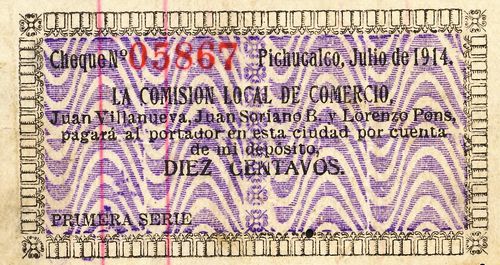 Cheque Nº 05867 Pichucalco, Julio de 1914.
LA COMISION LOCAL DE COMERCIO,
Juan Villanueva, Juan Soriano B. y Lorenzo Pons,
pagará al portador en esta ciudad por cuenta
de mi depósito,
DIEZ CENTAVOS.
PRIMERA SERIE